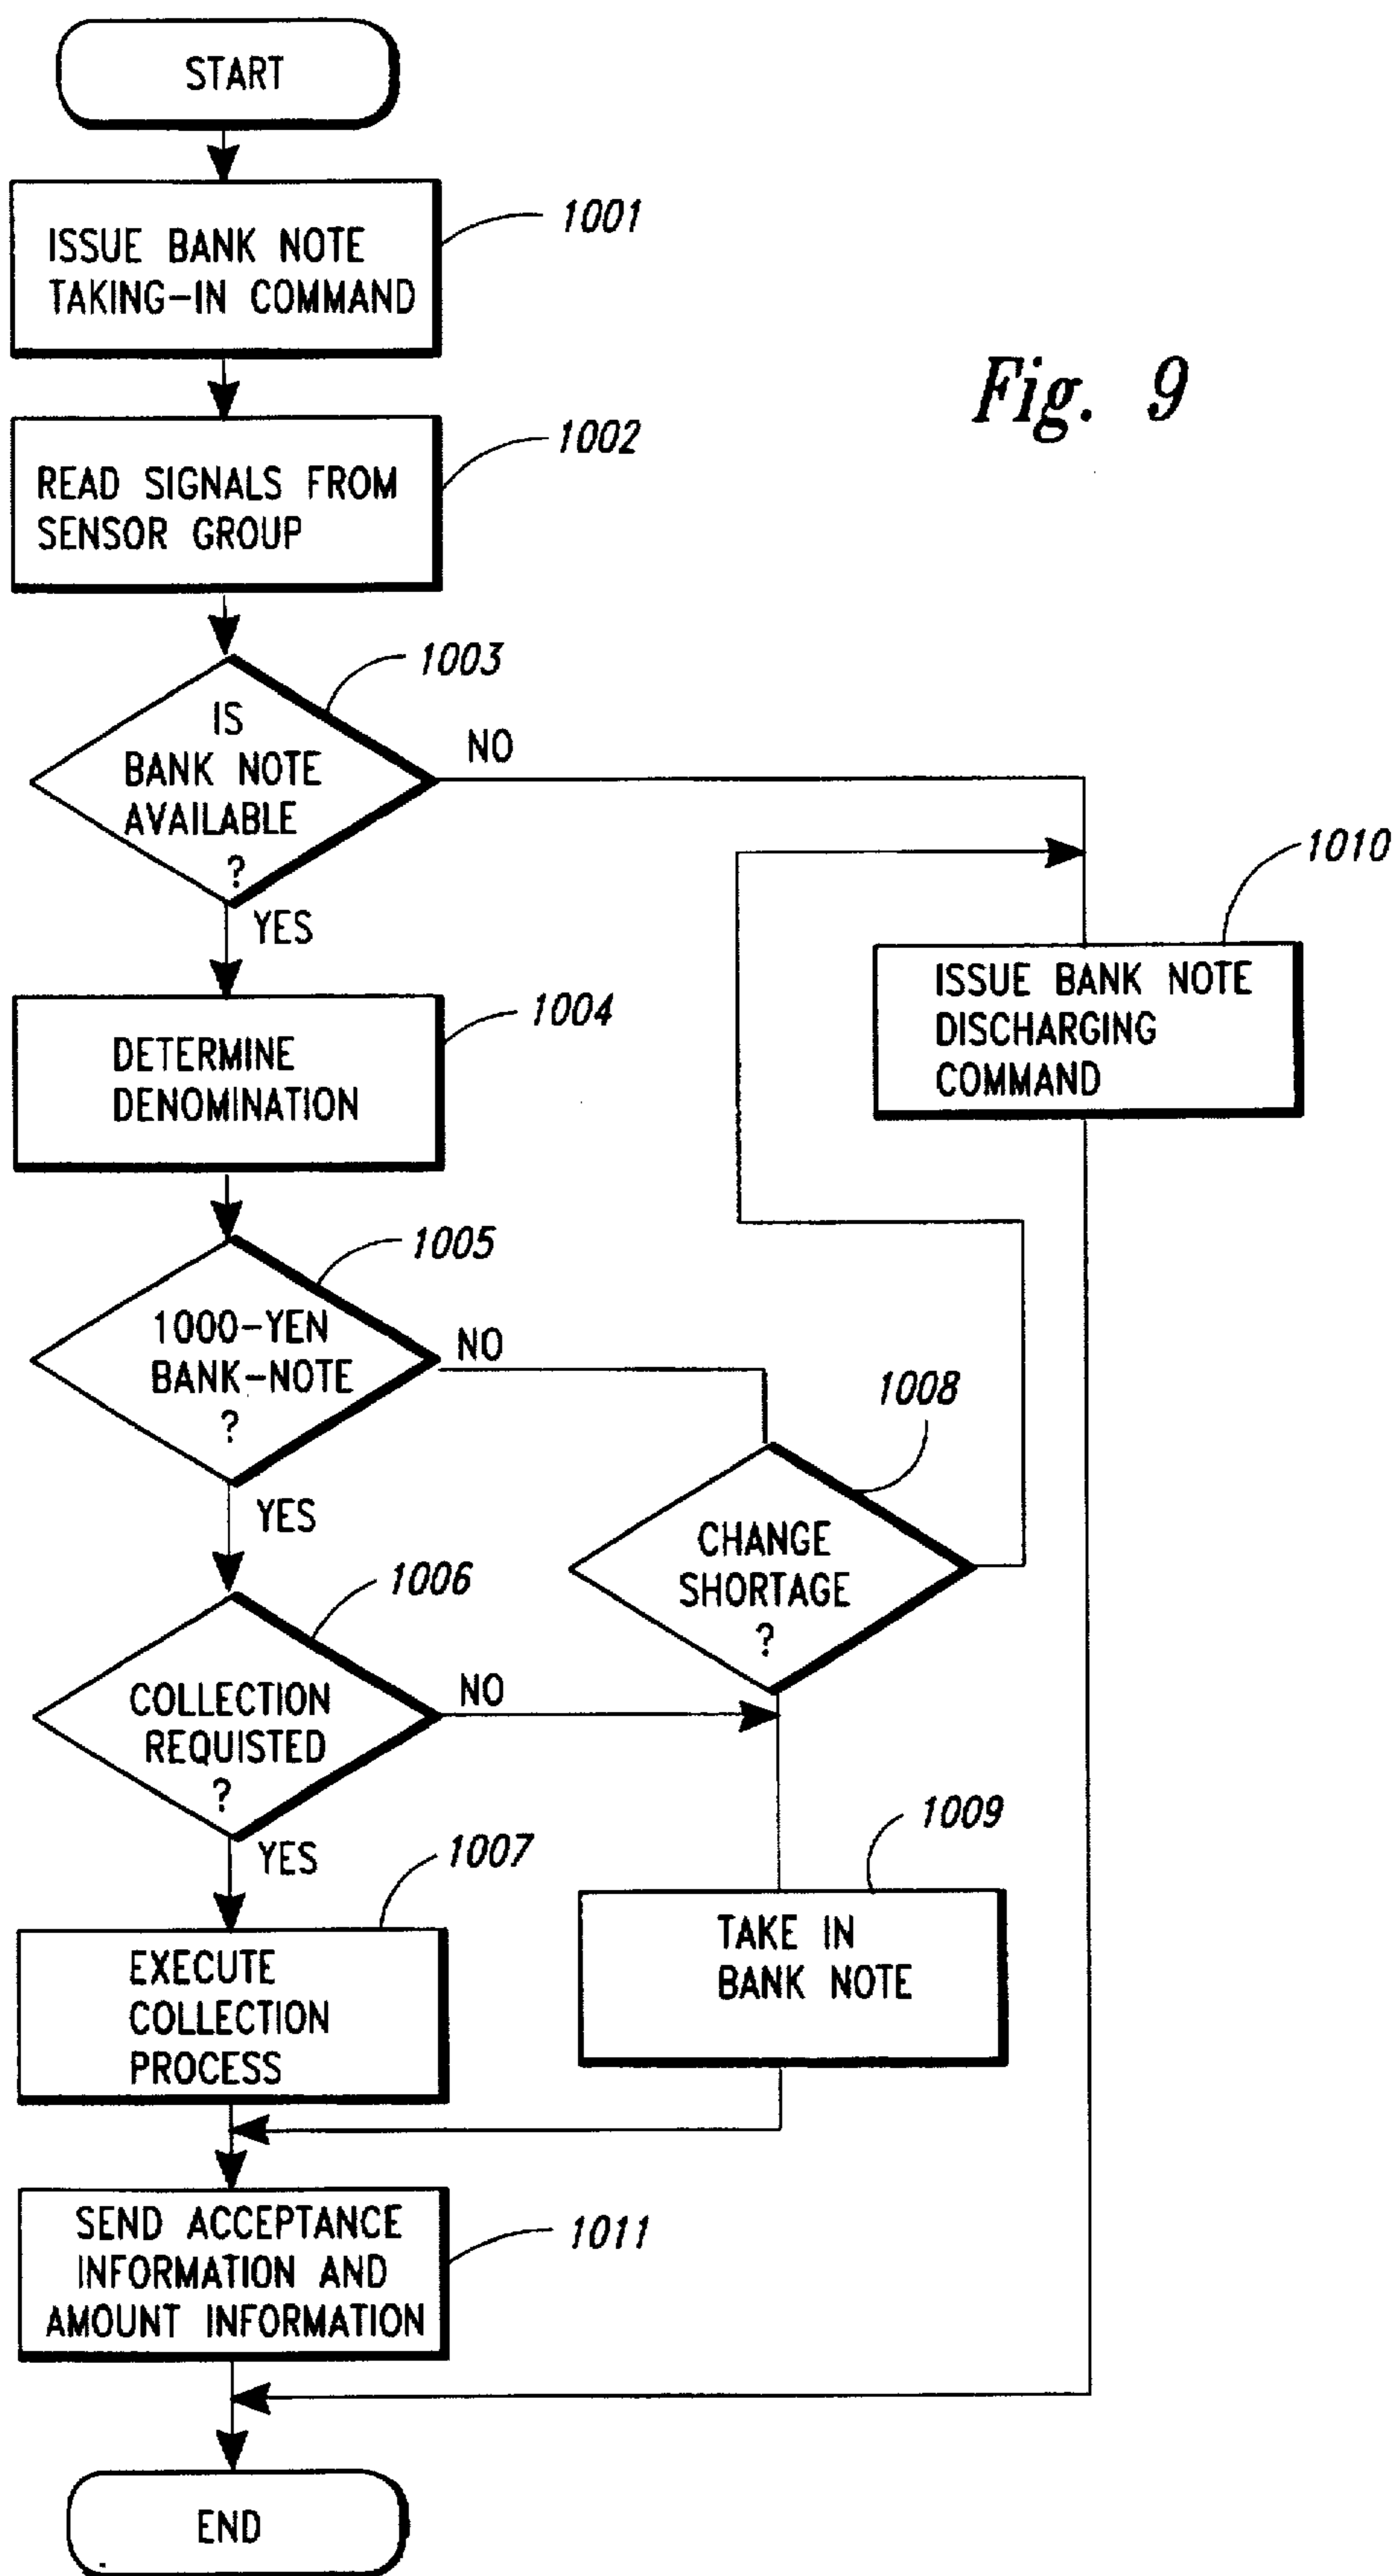 START
ISSUE BANK NOTE
TAKING-IN COMMAND
1001
Fig. 9
READ SIGNALS FROM
SENSOR GROUP
1002
IS
BANK NOTE
AVAILABLE
?
1003
NO
YES
1010
ISSUE BANK NOTE
DISCHARGING
COMMAND
DETERMINE
DENOMINATION
1004
1000-YEN
BANK-NOTE
?
1005
NO
YES
1008
CHANGE
SHORTAGE
?
COLLECTION
REQUISTED
?
1006
NO
YES
1009
TAKE IN
BANK NOTE
EXECUTE
COLLECTION
PROCESS
1007
SEND ACCEPTANCE
INFORMATION AND
AMOUNT INFORMATION
1011
END